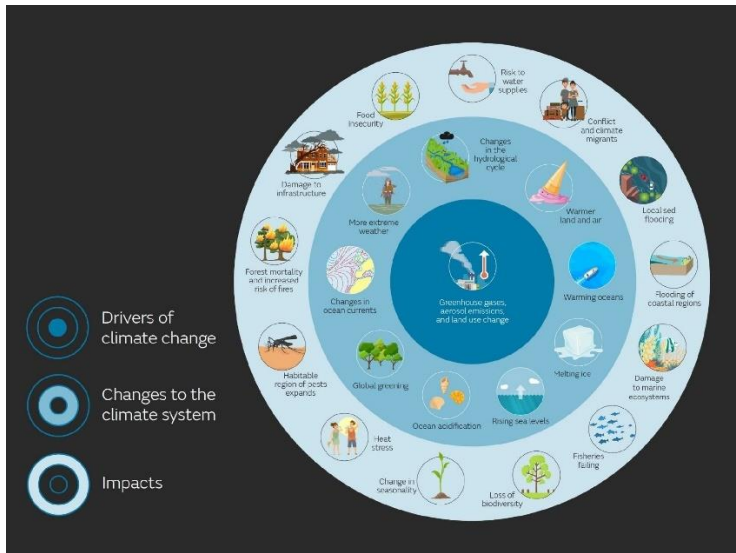 Drivers of
climate change
Changes to the
climate system
Impacts
Greenhouse gases,
aerosol emissions,
and land use change
Changes
in the
hydrological
cycle
Warmer
land and air
Warming oceans
Melting ice
Rising sea levels
Ocean acidification
Global greening
Changes in
ocean currents
More extreme
weather
Risk to
water
supplies
Conflict
and climate
migrants
Localised
flooding
Flooding of
coastal regions
Damage
to marine
ecosystems
Fisheries
failing
Loss of
biodiversity
Change in
seasonality
Heat
stress
Habitable
region of pests
expands
Forest mortality
and increased
risk of fires
Damage to
infrastructure
Food
insecurity